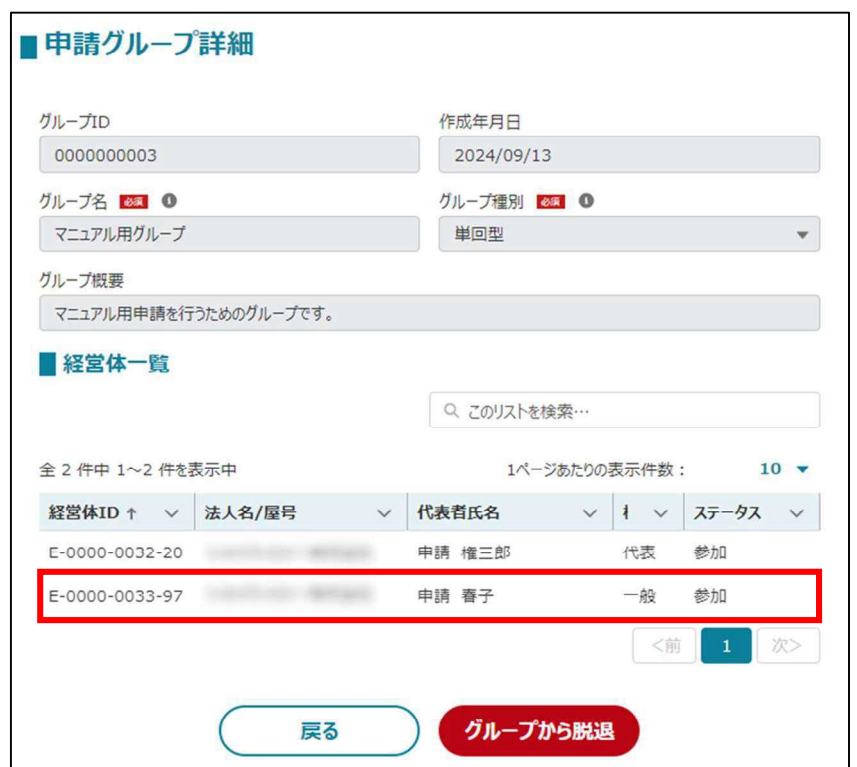 申請グループ詳細
グループID 作成年月日
0000000003 2024/09/13
グループ名 必須 グループ種別 必須
マニュアル用グループ 単回型
グループ概要
マニュアル用申請を行うためのグループです。
経営体一覧
このリストを検索…
全 2 件中 1～2 件を表示中 1ページあたりの表示件数： 10
経営体ID ↑ 法人名/屋号 代表者氏名 ステータス
E-0000-0032-20 申請 権三郎 代表 参加
E-0000-0033-97 申請 春子 一般 参加
<前 1 次>
戻る グループから脱退